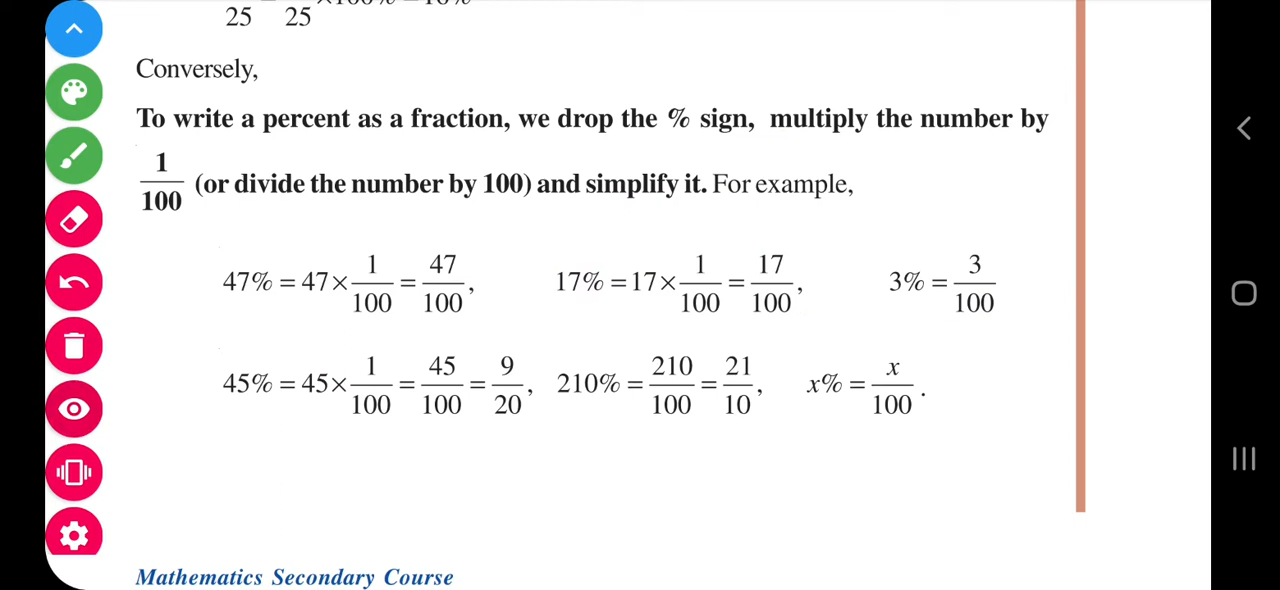 25 25
Conversely,
To write a percent as a fraction, we drop the % sign, multiply the number by
1/100 (or divide the number by 100) and simplify it. For example,
47% = 47 × 1/100 = 47/100, 17% = 17 × 1/100 = 17/100, 3% = 3/100
45% = 45 × 1/100 = 45/100 = 9/20, 210% = 210/100 = 21/10, x% = x/100.
Mathematics Secondary Course